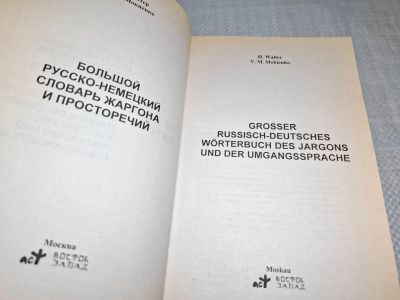 БОЛЬШОЙ
РУССКО-НЕМЕЦКИЙ
СЛОВАРЬ ЖАРГОНА
И ПРОСТОРЕЧИЙ
Москва
аст ВОСТОК
ЗАПАД
H. Walter
V. M. Mokienko
GROSSER
RUSSISCH-DEUTSCHES
WÖRTERBUCH DES JARGONS
UND DER UMGANGSSPRACHE
Moskau
аст ВОСТОК
ЗАПАД